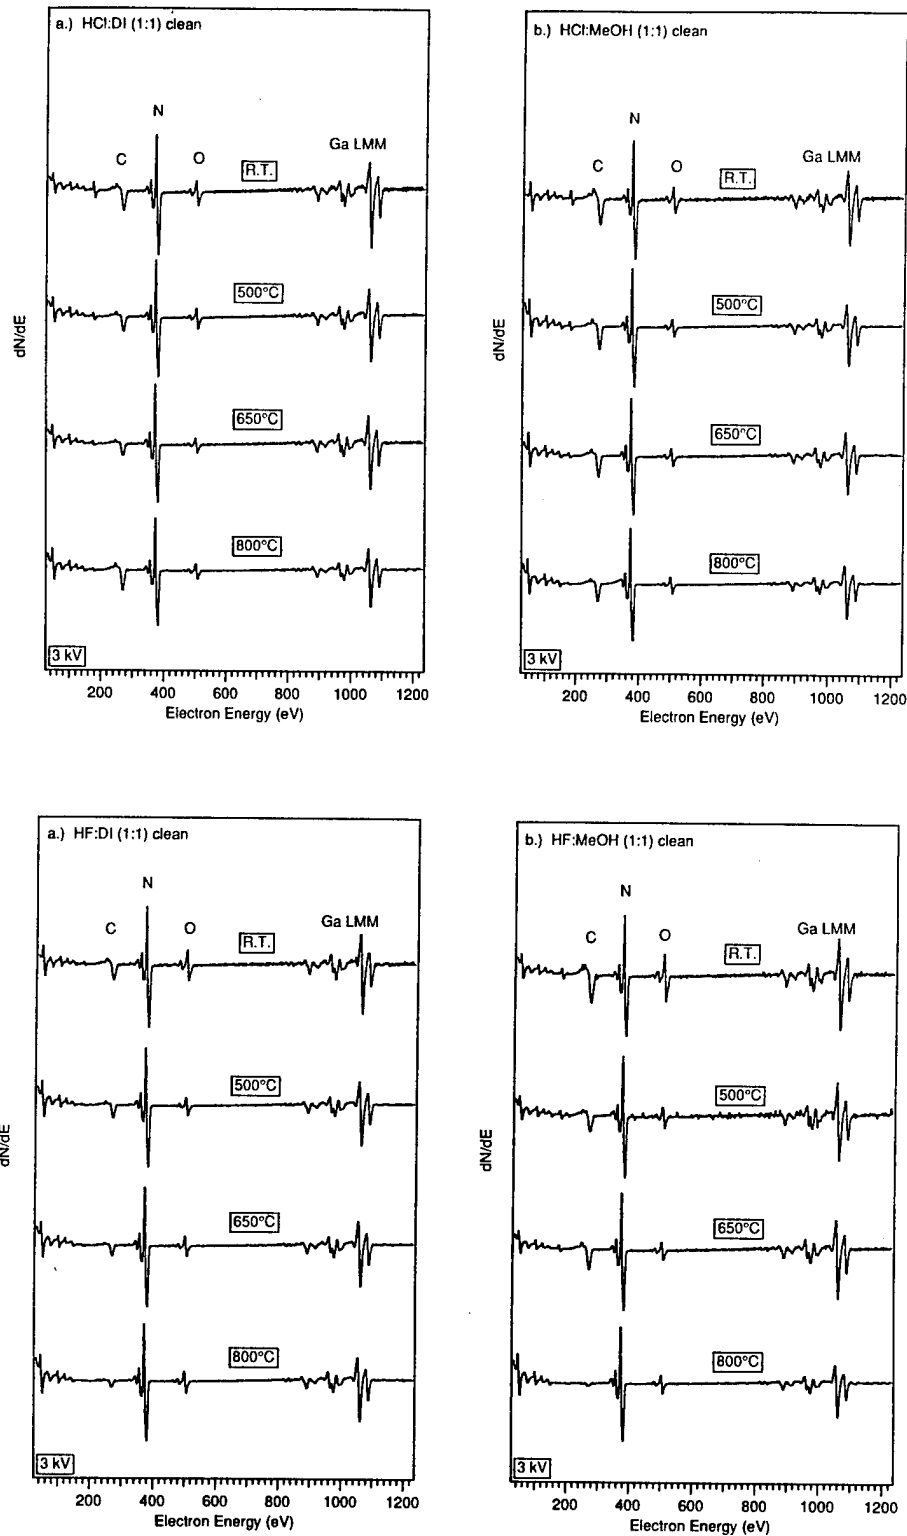 a.) HCl:DI (1:1) clean
N
C
O
R.T.
Ga LMM
500°C
650°C
800°C
3 kV
dN/dE
200 400 600 800 1000 1200
Electron Energy (eV)
b.) HCl:MeOH (1:1) clean
N
C
O
R.T.
Ga LMM
500°C
650°C
800°C
3 kV
dN/dE
200 400 600 800 1000 1200
Electron Energy (eV)
a.) HF:DI (1:1) clean
N
C
O
R.T.
Ga LMM
500°C
650°C
800°C
3 kV
dN/dE
200 400 600 800 1000 1200
Electron Energy (eV)
b.) HF:MeOH (1:1) clean
N
C
O
R.T.
Ga LMM
500°C
650°C
800°C
3 kV
dN/dE
200 400 600 800 1000 1200
Electron Energy (eV)